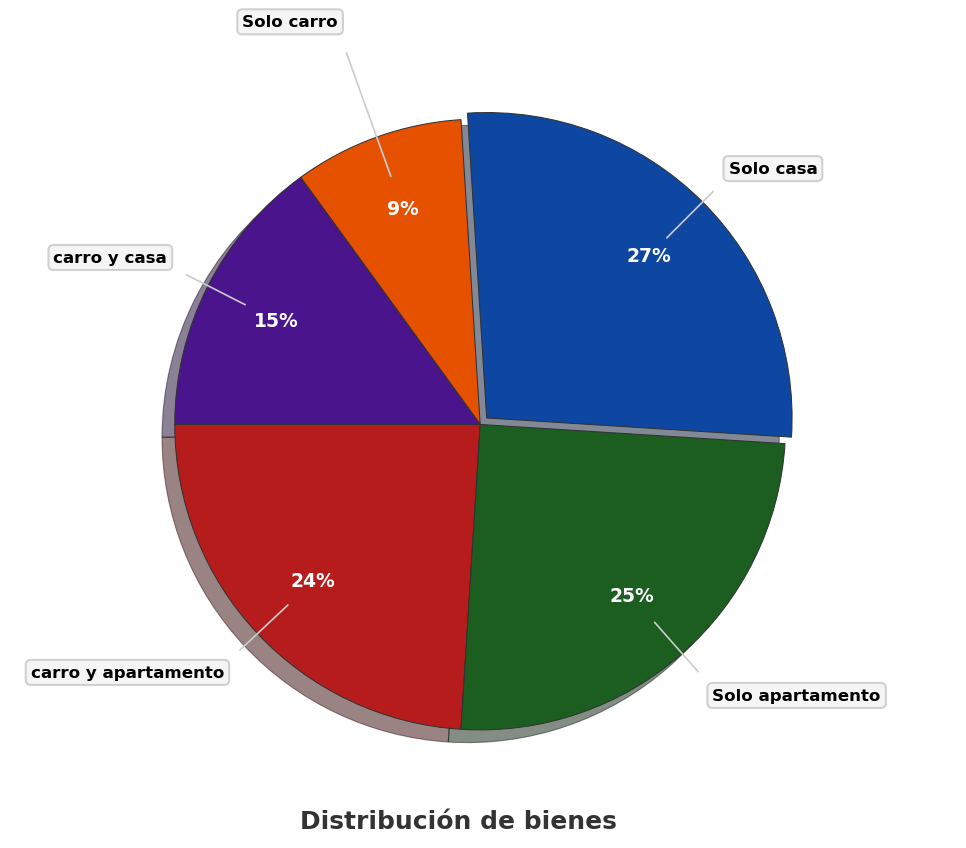 Solo carro
Solo casa
9%
27%
carro y casa
15%
24%
25%
carro y apartamento
Solo apartamento
Distribución de bienes